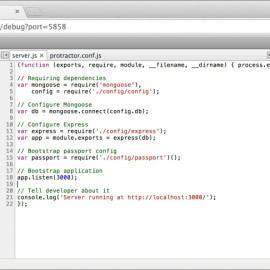 /debug?port=5858
server.js × protractor.conf.js
1 (function (exports, require, module, __filename, __dirname) { process.e
2
3 // Requiring dependencies
4 var mongoose = require('mongoose'),
5 config = require('./config/config');
6
7 // Configure Mongoose
8 var db = mongoose.connect(config.db);
9
10 // Configure Express
11 var express = require('./config/express');
12 var app = module.exports = express(db);
13
14 // Bootstrap passport config
15 var passport = require('./config/passport')();
16
17 // Bootstrap application
18 app.listen(3000);
19
20 // Tell developer about it
21 console.log('Server running at http://localhost:3000/');
22 });